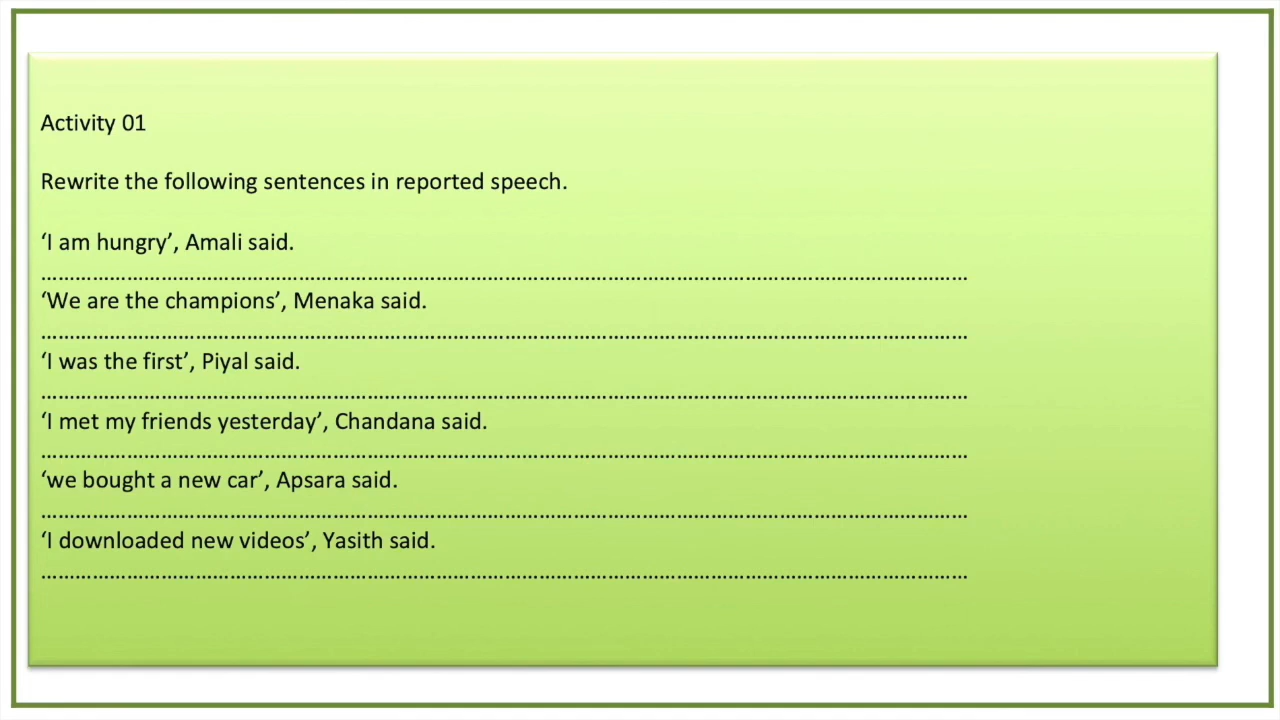 Activity 01
Rewrite the following sentences in reported speech.
‘I am hungry’, Amali said.
……………………………………………………………………………………………………………………………………………
‘We are the champions’, Menaka said.
……………………………………………………………………………………………………………………………………………
‘I was the first’, Piyal said.
……………………………………………………………………………………………………………………………………………
‘I met my friends yesterday’, Chandana said.
……………………………………………………………………………………………………………………………………………
‘we bought a new car’, Apsara said.
……………………………………………………………………………………………………………………………………………
‘I downloaded new videos’, Yasith said.
……………………………………………………………………………………………………………………………………………